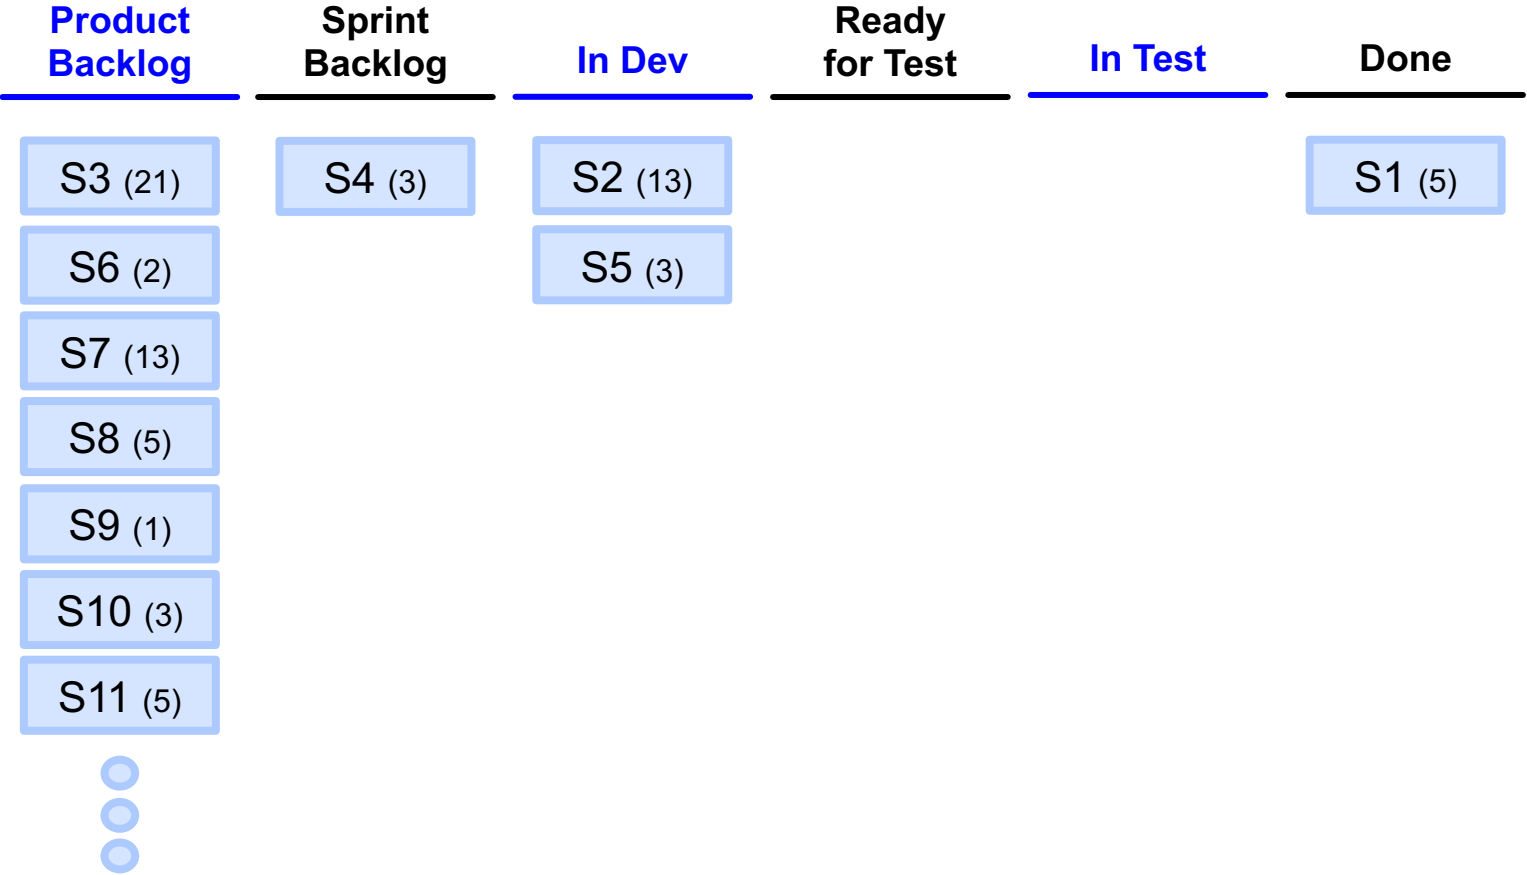 Product
Backlog
Sprint
Backlog
In Dev
Ready
for Test
In Test
Done
S3 (21)
S4 (3)
S2 (13)
S1 (5)
S6 (2)
S5 (3)
S7 (13)
S8 (5)
S9 (1)
S10 (3)
S11 (5)